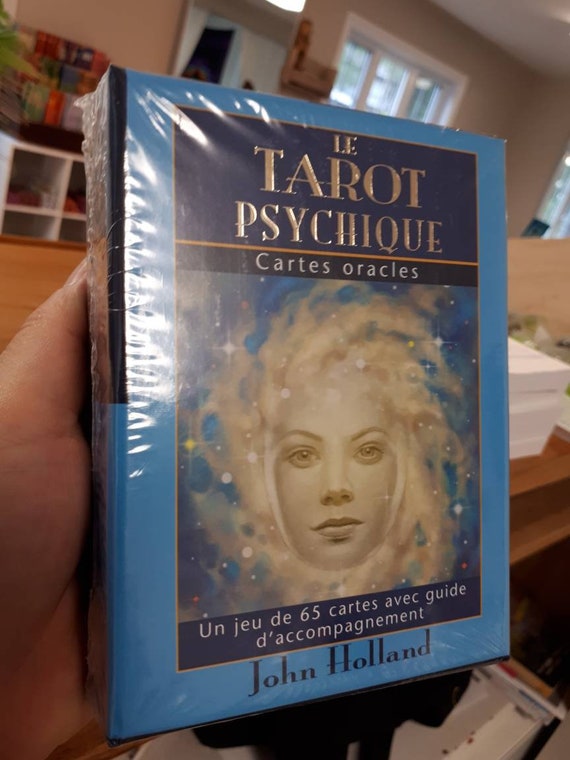 LE
TAROT
PSYCHIQUE
Cartes oracles
Un jeu de 65 cartes avec guide
d'accompagnement
John Holland